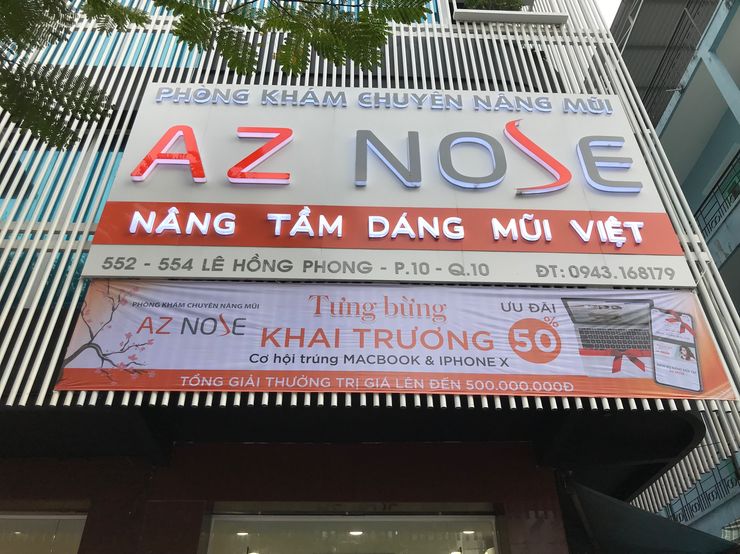 PHÒNG KHÁM CHUYÊN NÂNG MŨI
AZ NOSE
NÂNG TẦM DÁNG MŨI VIỆT
552 - 554 LÊ HỒNG PHONG - P.10 - Q.10 ĐT: 0943.168179
PHÒNG KHÁM CHUYÊN NÂNG MŨI
AZ NOSE
Tưng bừng
KHAI TRƯƠNG
Cơ hội trúng MACBOOK & IPHONE X
ƯU ĐÃI
50%
TỔNG GIẢI THƯỞNG TRỊ GIÁ LÊN ĐẾN 500.000.000Đ